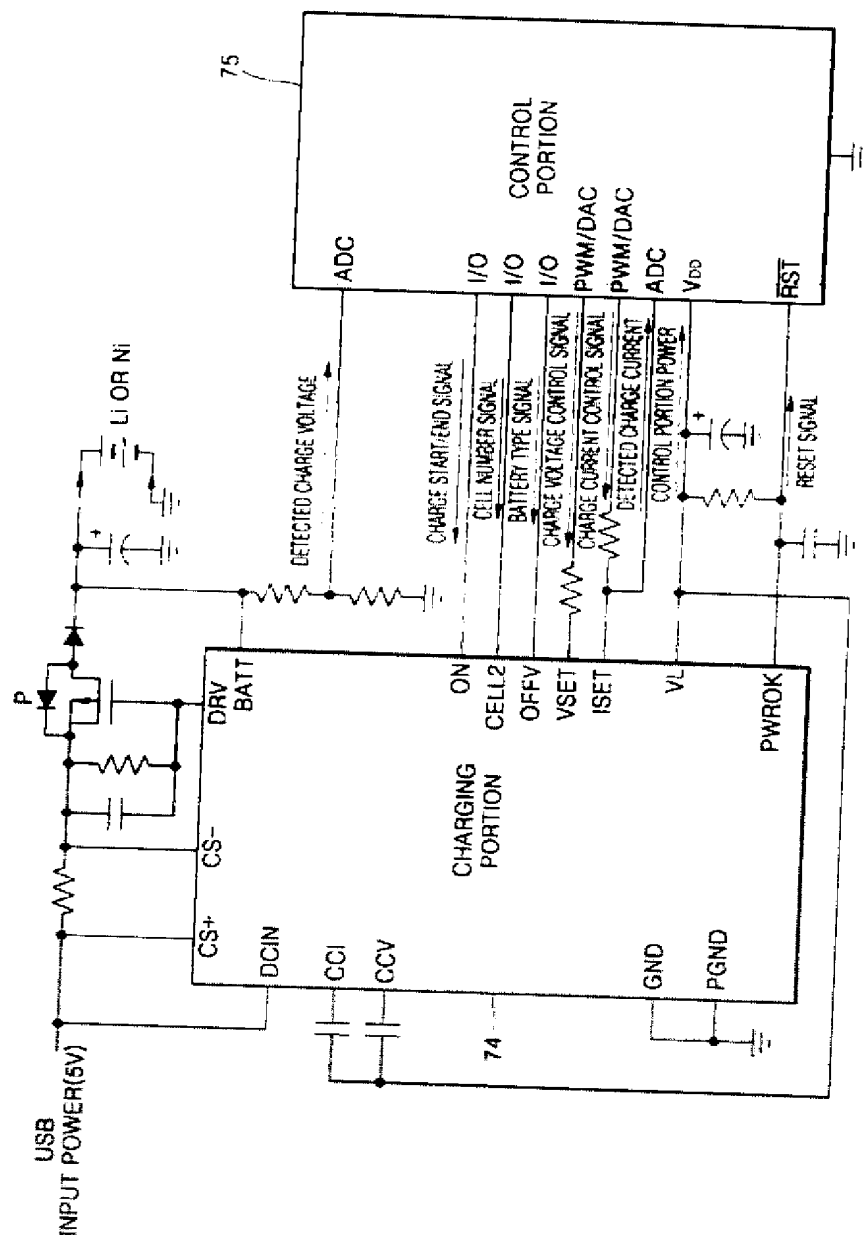 USB
INPUT POWER(5V)
P
Li OR Ni
CS+
CS-
DRV
BATT
DCIN
CCI
CCV
74
GND
PGND
CHARGING
PORTION
ON
CELL2
OFFV
VSET
ISET
VL
PWROK
DETECTED CHARGE VOLTAGE
CHARGE START/END SIGNAL
CELL NUMBER SIGNAL
BATTERY TYPE SIGNAL
CHARGE VOLTAGE CONTROL SIGNAL
CHARGE CURRENT CONTROL SIGNAL
DETECTED CHARGE CURRENT
CONTROL PORTION POWER
RESET SIGNAL
75
ADC
I/O
I/O
I/O
PWM/DAC
PWM/DAC
ADC
VDD
RST
CONTROL
PORTION